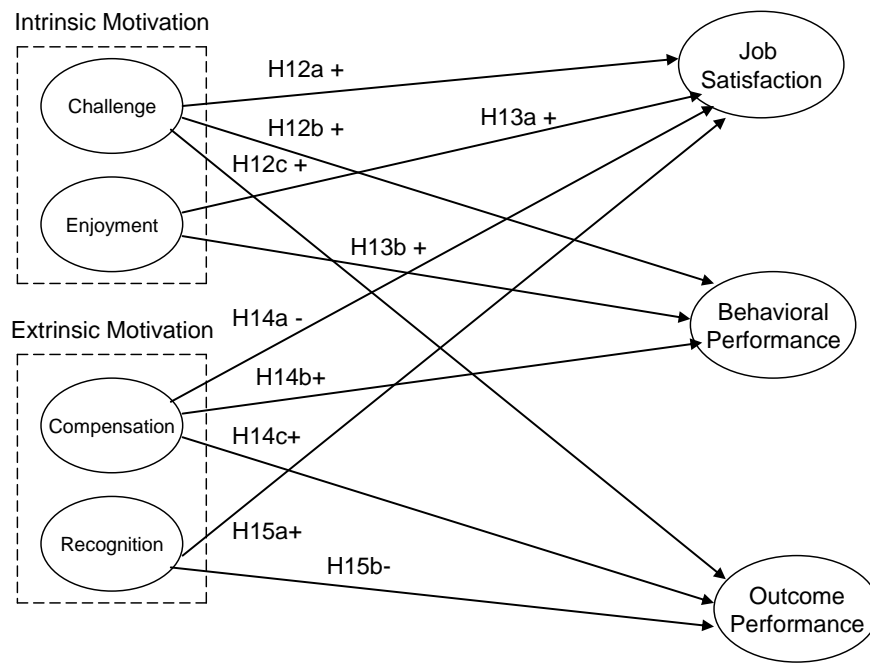 Intrinsic Motivation
Job
Satisfaction
H12a +
Challenge
H13a +
H12b +
H12c +
Enjoyment
H13b +
Behavioral
Performance
Extrinsic Motivation
H14a -
H14b+
Compensation
H14c+
H15a+
Recognition
H15b-
Outcome
Performance